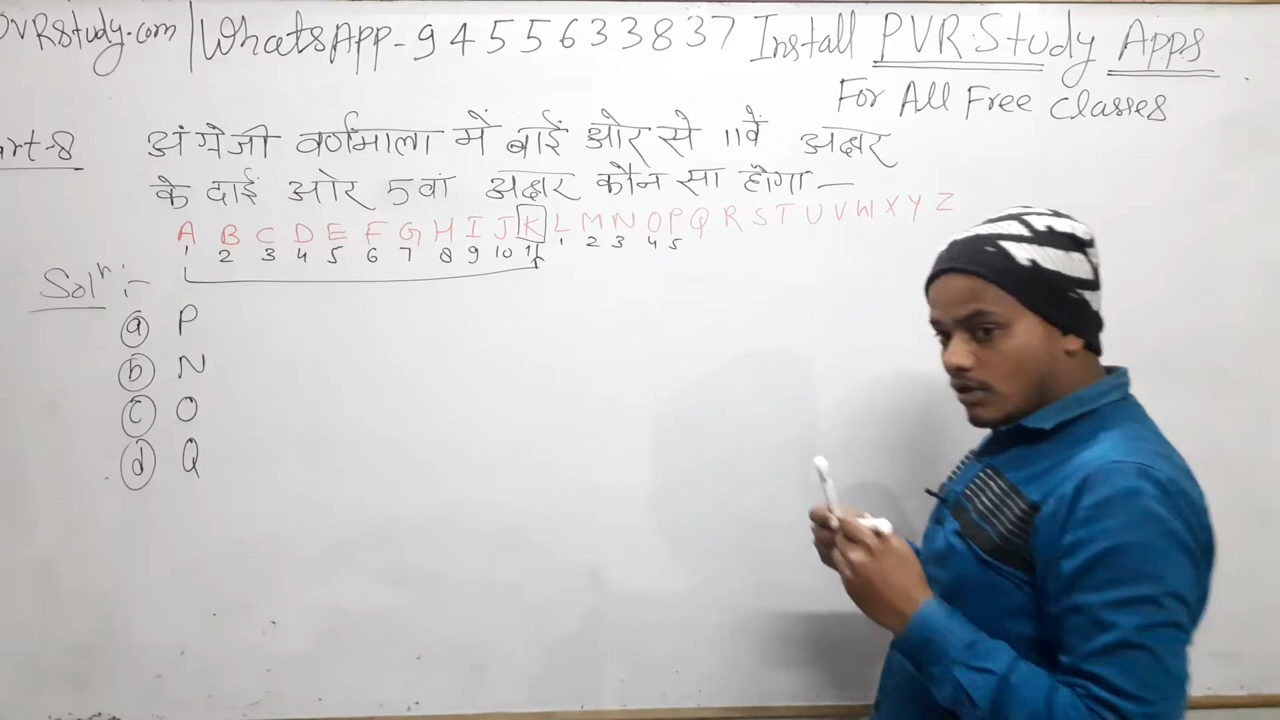 PVRStudy.com | WhatsApp-9455633837 Install PVR Study Apps
For All Free Classes
art-8 अंग्रेजी वर्णमाला में बाईं ओर से 11वें अक्षर
के दाईं ओर 5वां अक्षर कौन सा होगा –
A B C D E F G H I J K L M N O P Q R S T U V W X Y Z
1 2 3 4 5 6 7 8 9 10 11 1 2 3 4 5
Solⁿ :-
(a) P
(b) N
(c) O
(d) Q